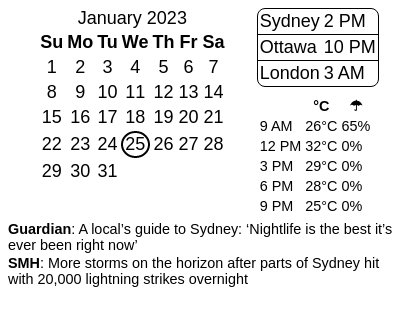 January 2023
Su Mo Tu We Th Fr Sa
1 2 3 4 5 6 7
8 9 10 11 12 13 14
15 16 17 18 19 20 21
22 23 24 25 26 27 28
29 30 31
Sydney 2 PM
Ottawa 10 PM
London 3 AM
°C ☂
9 AM 26°C 65%
12 PM 32°C 0%
3 PM 29°C 0%
6 PM 28°C 0%
9 PM 25°C 0%
Guardian: A local’s guide to Sydney: ‘Nightlife is the best it’s
ever been right now’
SMH: More storms on the horizon after parts of Sydney hit
with 20,000 lightning strikes overnight